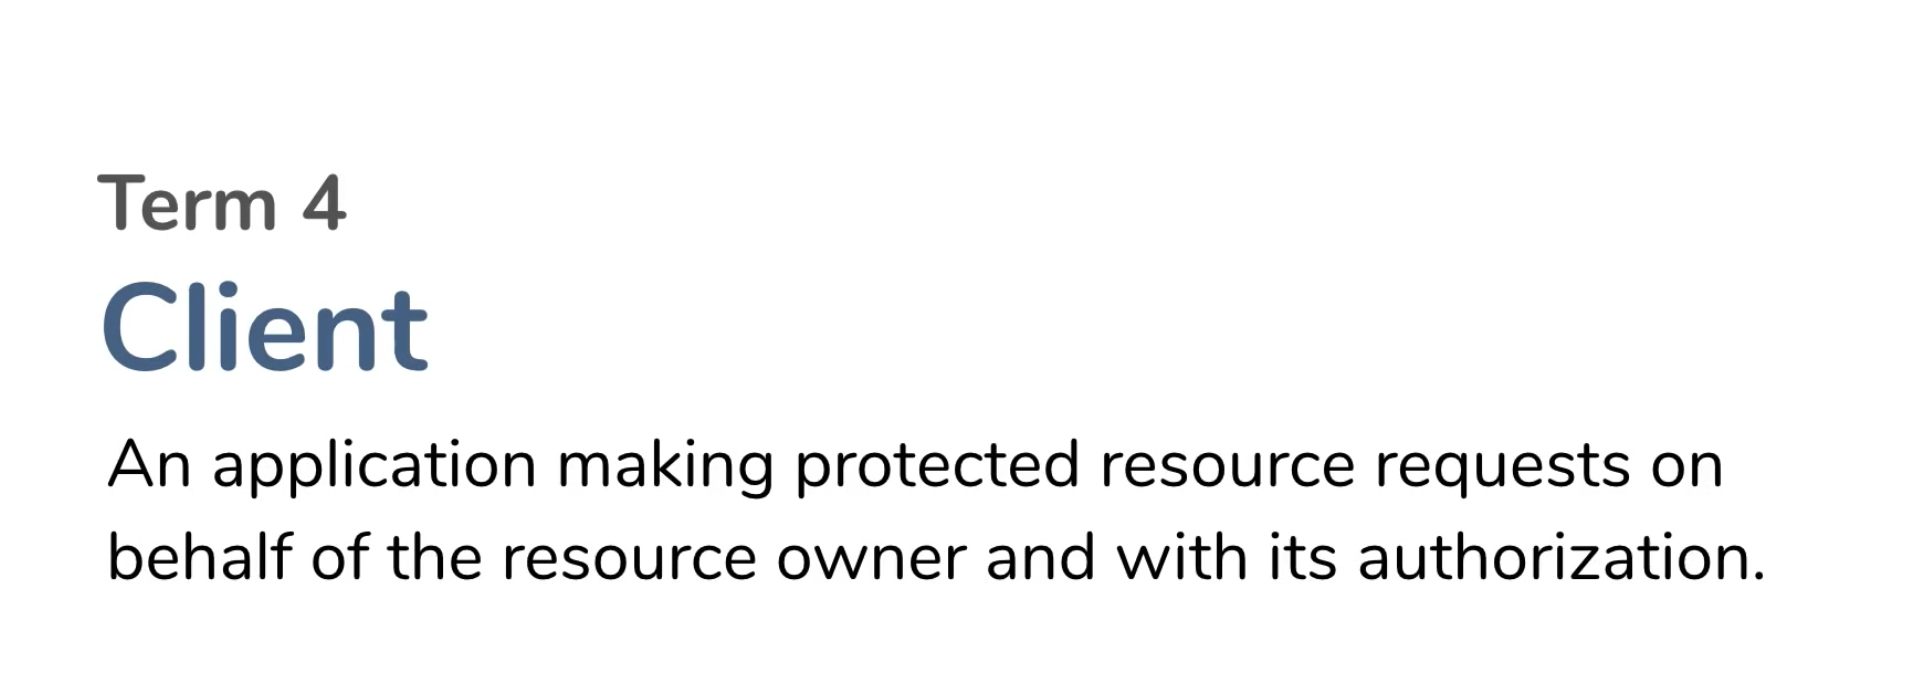 Term 4
Client
An application making protected resource requests on
behalf of the resource owner and with its authorization.